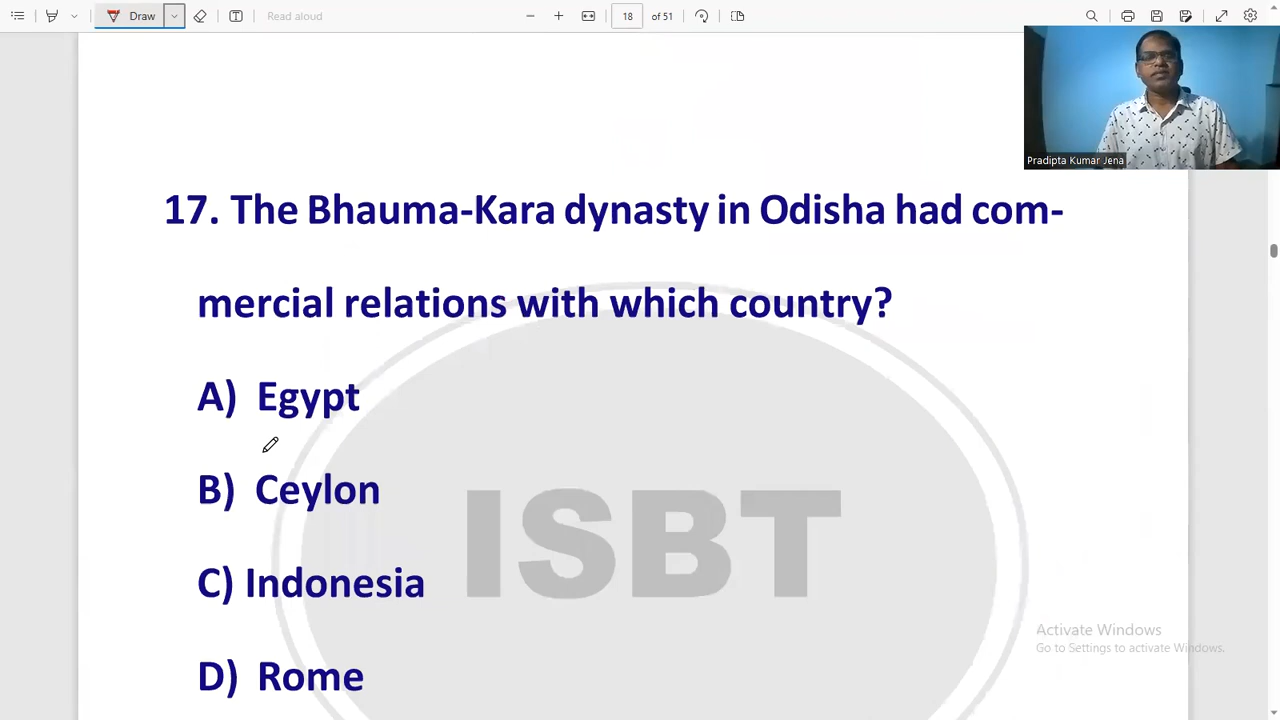 Draw
Read aloud
18 of 51
Pradipta Kumar Jena
17. The Bhauma-Kara dynasty in Odisha had com-
mercial relations with which country?
A) Egypt
B) Ceylon
C) Indonesia
D) Rome
ISBT
Activate Windows
Go to Settings to activate Windows.